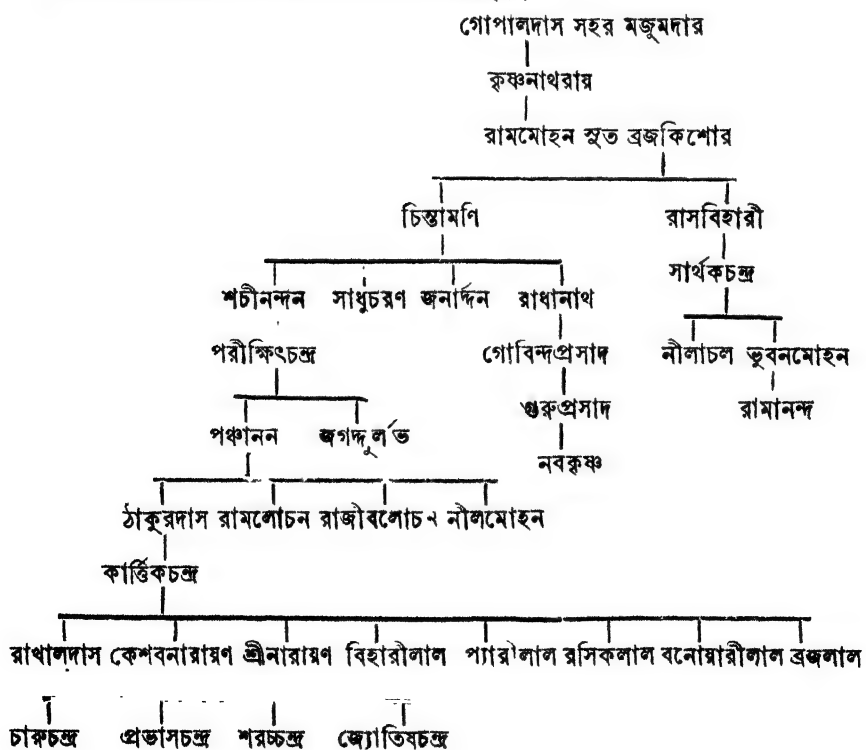 গোপালদাস সহর মজুমদার
কৃষ্ণনাথরায়
রামমোহন সুত ব্রজকিশোর
চিন্তামণি রাসবিহারী
সার্থকচন্দ্র
শচীনন্দন সাধুচরণ জনার্দ্দন রাধানাথ
পরীক্ষিৎচন্দ্র গোবিন্দপ্রসাদ নীলাচল ভুবনমোহন
গুরুপ্রসাদ রামানন্দ
পঞ্চানন জগদ্দুর্লভ
নবকৃষ্ণ
ঠাকুরদাস রামলোচন রাজীবলোচন নীলমোহন
কার্ত্তিকচন্দ্র
রাখালদাস কেশবনারায়ণ শ্রীনারায়ণ বিহারীলাল প্যারীলাল রসিকলাল বনোয়ারীলাল ব্রজলাল
চারুচন্দ্র প্রভাসচন্দ্র শরচ্চন্দ্র জ্যোতিষচন্দ্র